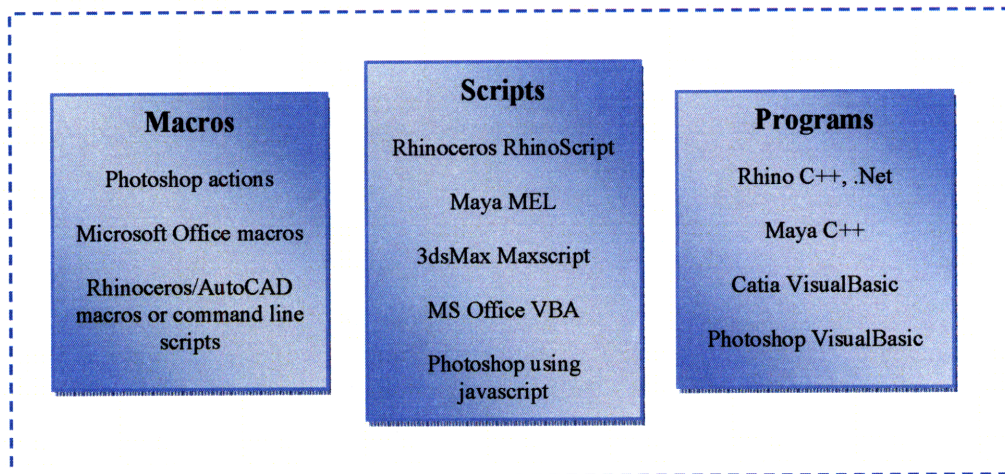 Macros
Photoshop actions
Microsoft Office macros
Rhinoceros/AutoCAD
macros or command line
scripts
Scripts
Rhinoceros RhinoScript
Maya MEL
3dsMax Maxscript
MS Office VBA
Photoshop using
javascript
Programs
Rhino C++, .Net
Maya C++
Catia VisualBasic
Photoshop VisualBasic